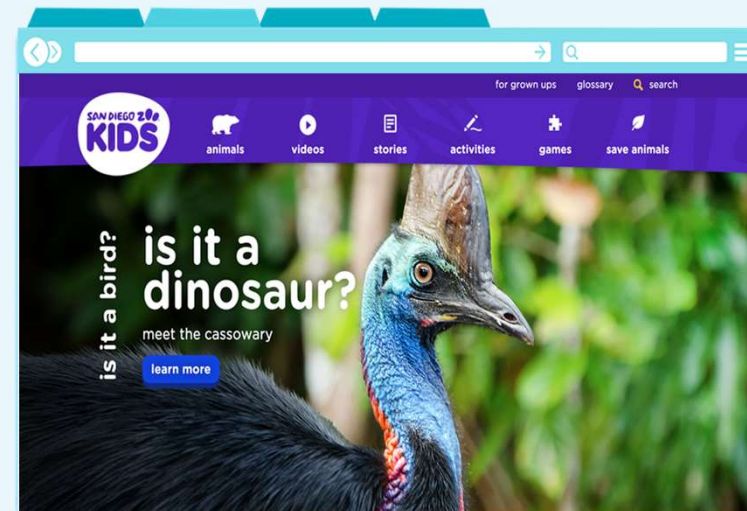 for grown ups glossary search
SAN DIEGO ZOO
KIDS
animals videos stories activities games save animals
is it a bird?
is it a
dinosaur?
meet the cassowary
learn more